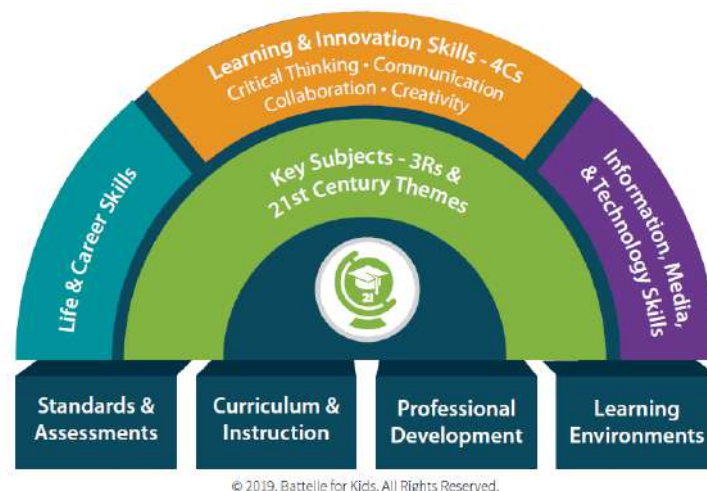 Learning & Innovation Skills - 4Cs
Critical Thinking • Communication
Collaboration • Creativity
Life & Career Skills
Key Subjects - 3Rs &
21st Century Themes
Information, Media,
& Technology Skills
21
Standards &
Assessments
Curriculum &
Instruction
Professional
Development
Learning
Environments
© 2019, Battelle for Kids. All Rights Reserved.